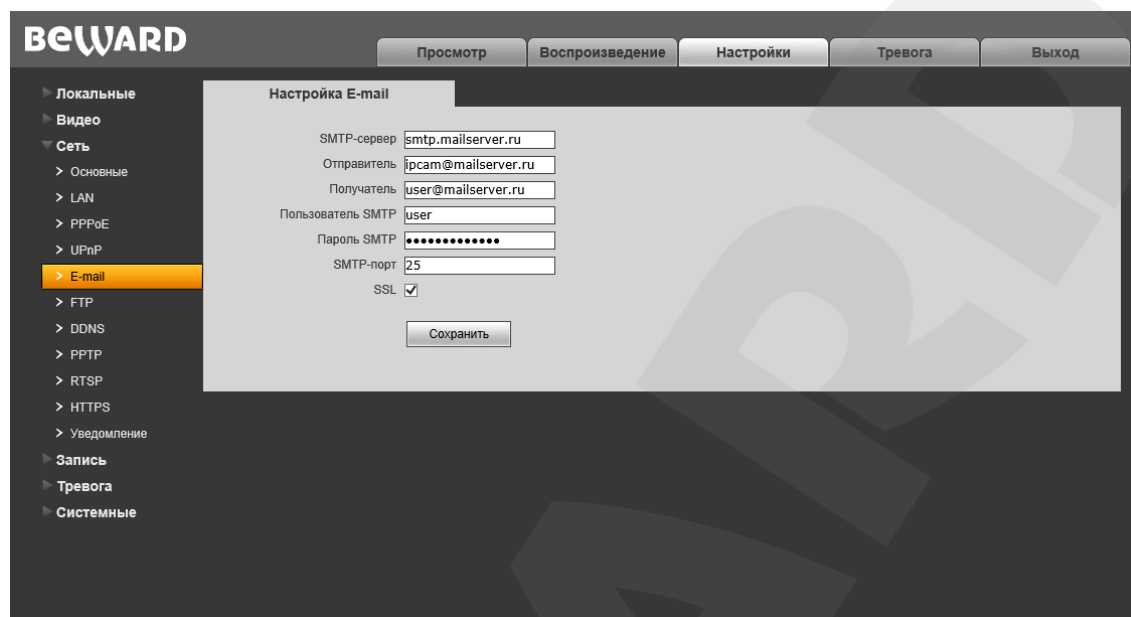 BEWARD
Просмотр
Воспроизведение
Настройки
Тревога
Выход
Локальные
Видео
Сеть
Основные
LAN
PPPoE
UPnP
E-mail
FTP
DDNS
PPTP
RTSP
HTTPS
Уведомление
Запись
Тревога
Системные
Настройка E-mail
SMTP-сервер smtp.mailserver.ru
Отправитель ipcam@mailserver.ru
Получатель user@mailserver.ru
Пользователь SMTP user
Пароль SMTP •••••••••••••
SMTP-порт 25
SSL
Сохранить